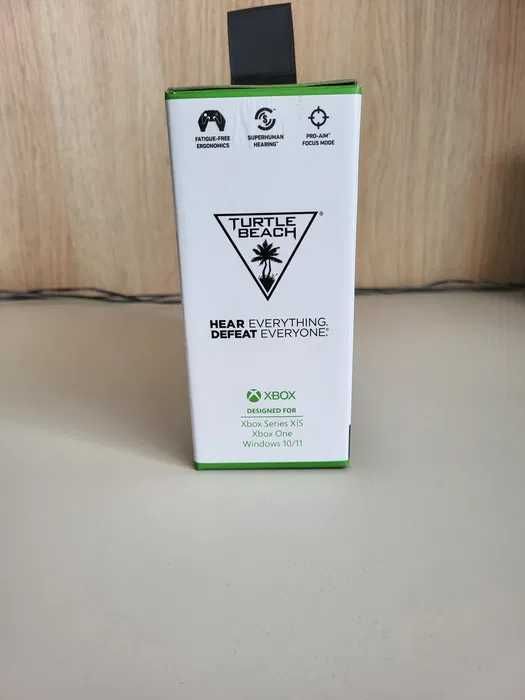 FATIGUE-FREE
ERGONOMICS
SUPERHUMAN
HEARING™
PRO-AIM™
FOCUS MODE
TURTLE
BEACH®
HEAR EVERYTHING.
DEFEAT EVERYONE.®
XBOX
DESIGNED FOR
Xbox Series X|S
Xbox One
Windows 10/11